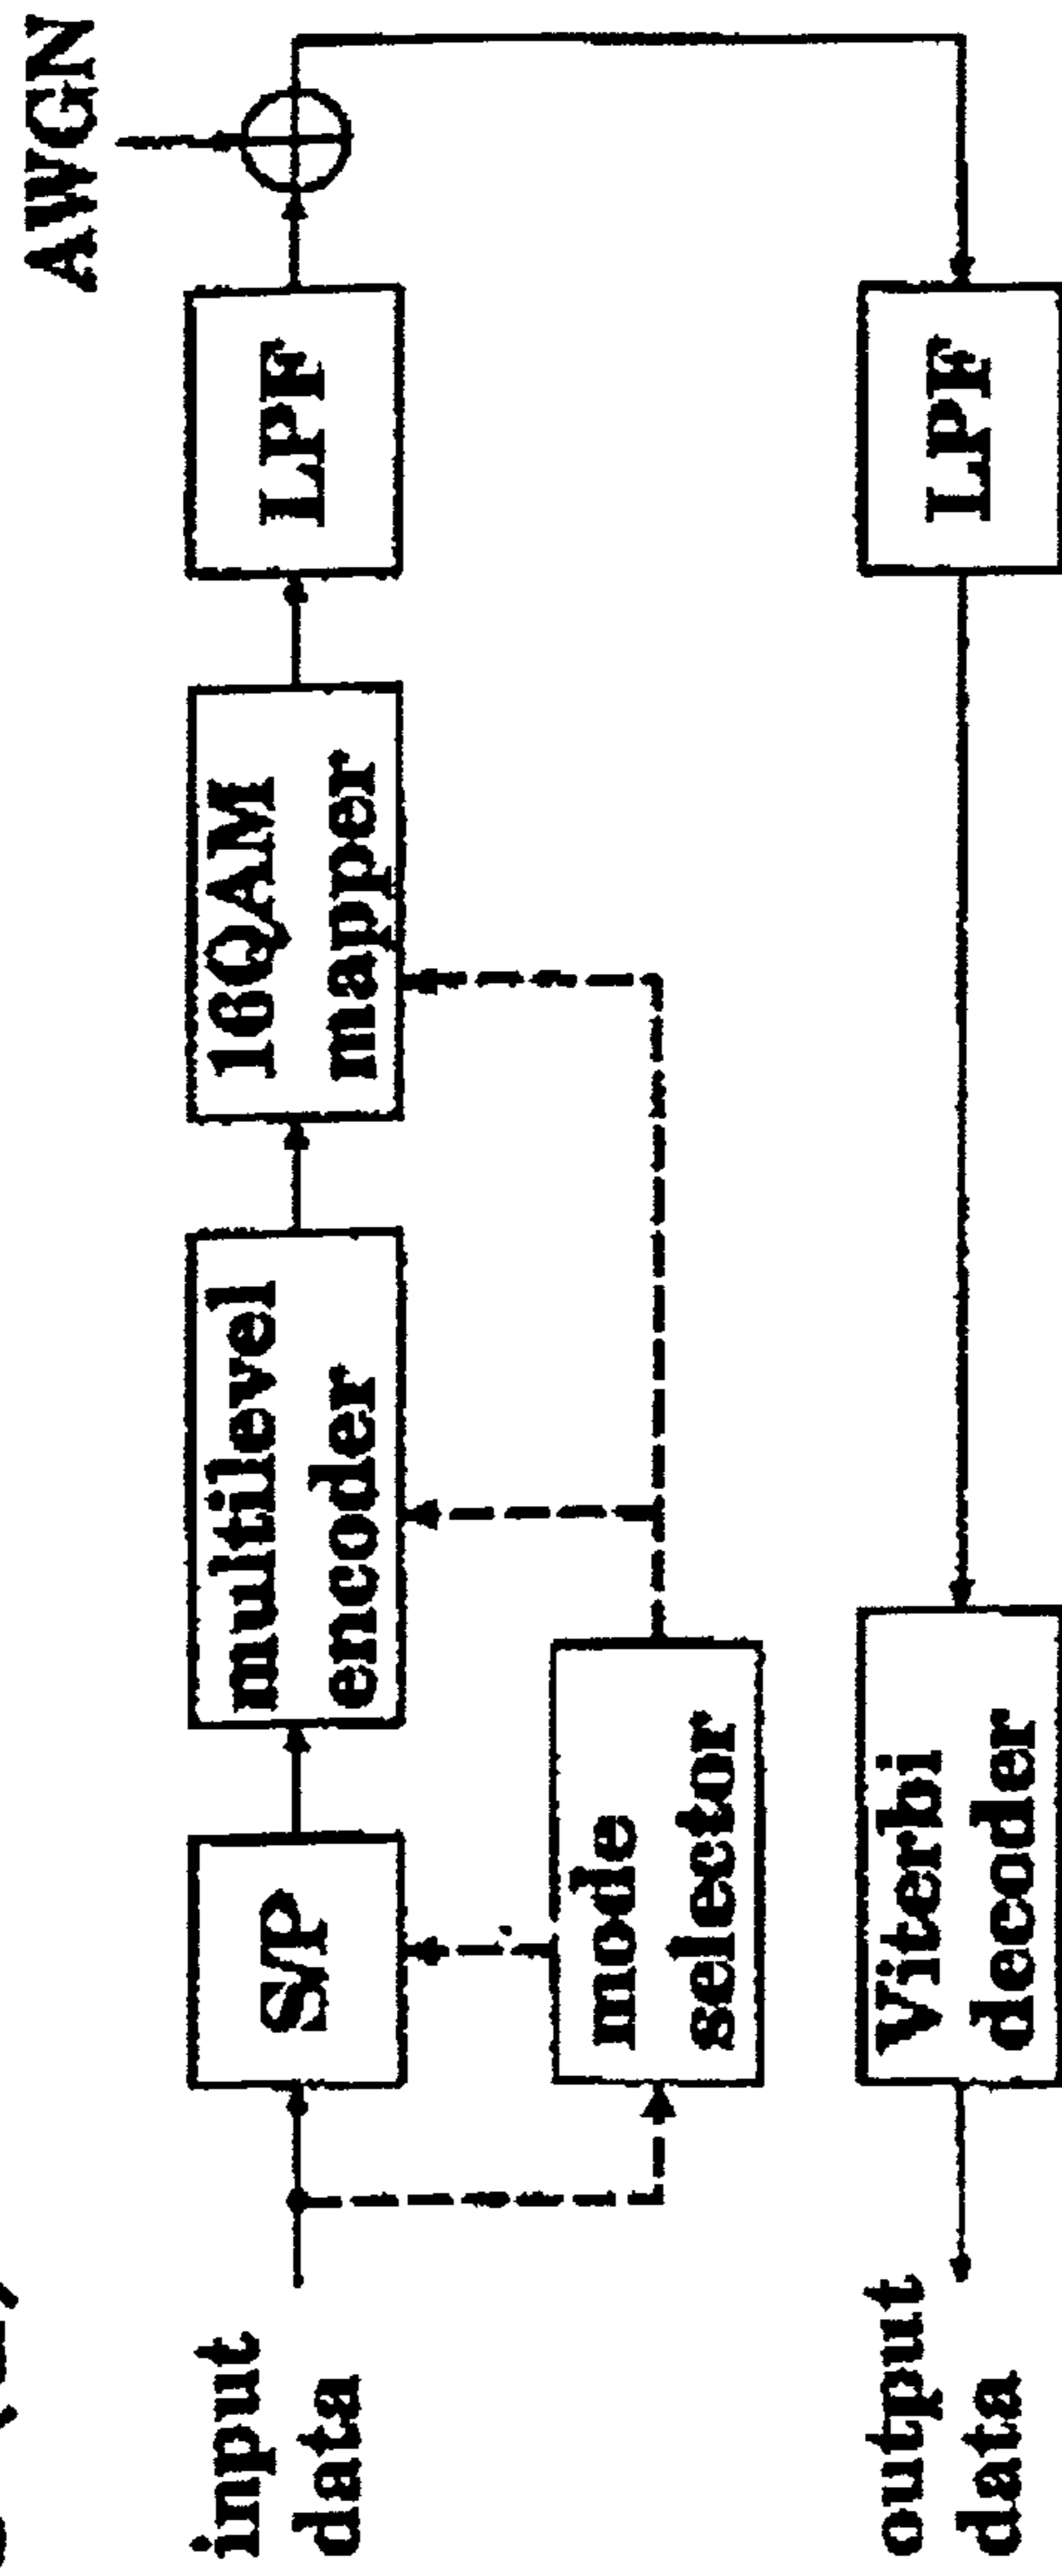 AWGN
input
data
S/P
multilevel
encoder
16QAM
mapper
LPF
mode
selector
output
data
Viterbi
decoder
LPF